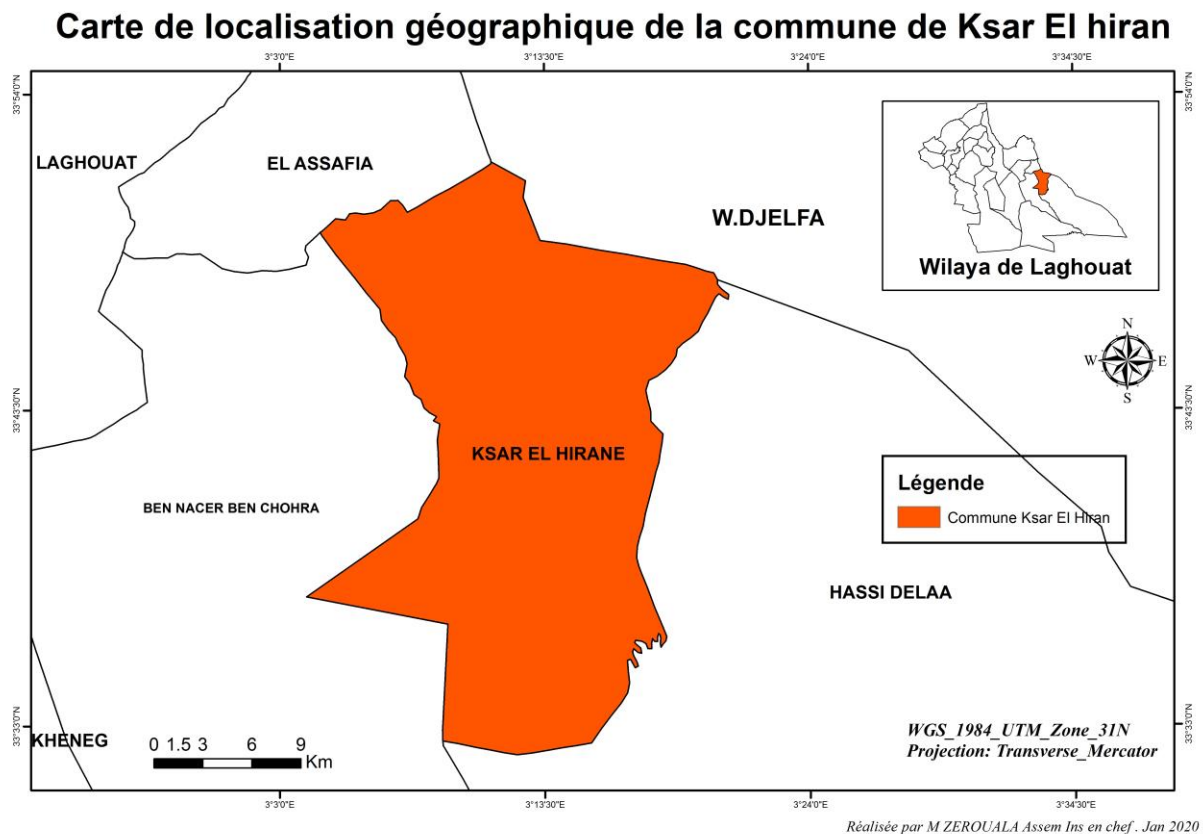 Carte de localisation géographique de la commune de Ksar El hiran
3°3'0"E 3°13'30"E 3°24'0"E 3°34'30"E
33°54'0"N
33°54'0"N
LAGHOUAT
EL ASSAFIA
W.DJELFA
Wilaya de Laghouat
N
W E
S
33°43'30"N
33°43'30"N
KSAR EL HIRANE
BEN NACER BEN CHOHRA
Légende
Commune Ksar El Hiran
HASSI DELAA
33°33'0"N
33°33'0"N
KHENEG
0 1.5 3 6 9
Km
WGS_1984_UTM_Zone_31N
Projection: Transverse_Mercator
3°3'0"E 3°13'30"E 3°24'0"E 3°34'30"E
Réalisée par M ZEROUALA Assem Ins en chef . Jan 2020